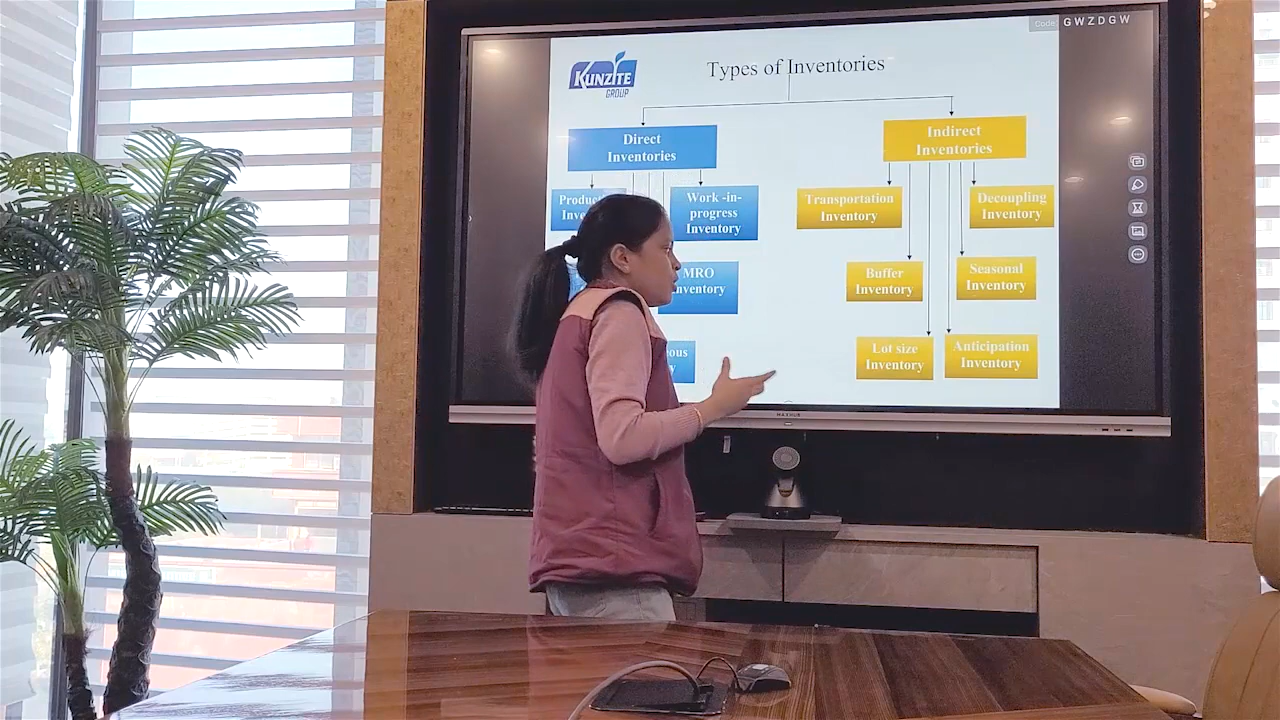 Code: GWZDGW
KUNZITE
GROUP
Types of Inventories
Direct
Inventories
Indirect
Inventories
Work -in-
progress
Inventory
Transportation
Inventory
Decoupling
Inventory
MRO
Inventory
Buffer
Inventory
Seasonal
Inventory
Lot size
Inventory
Anticipation
Inventory
MAXHUB